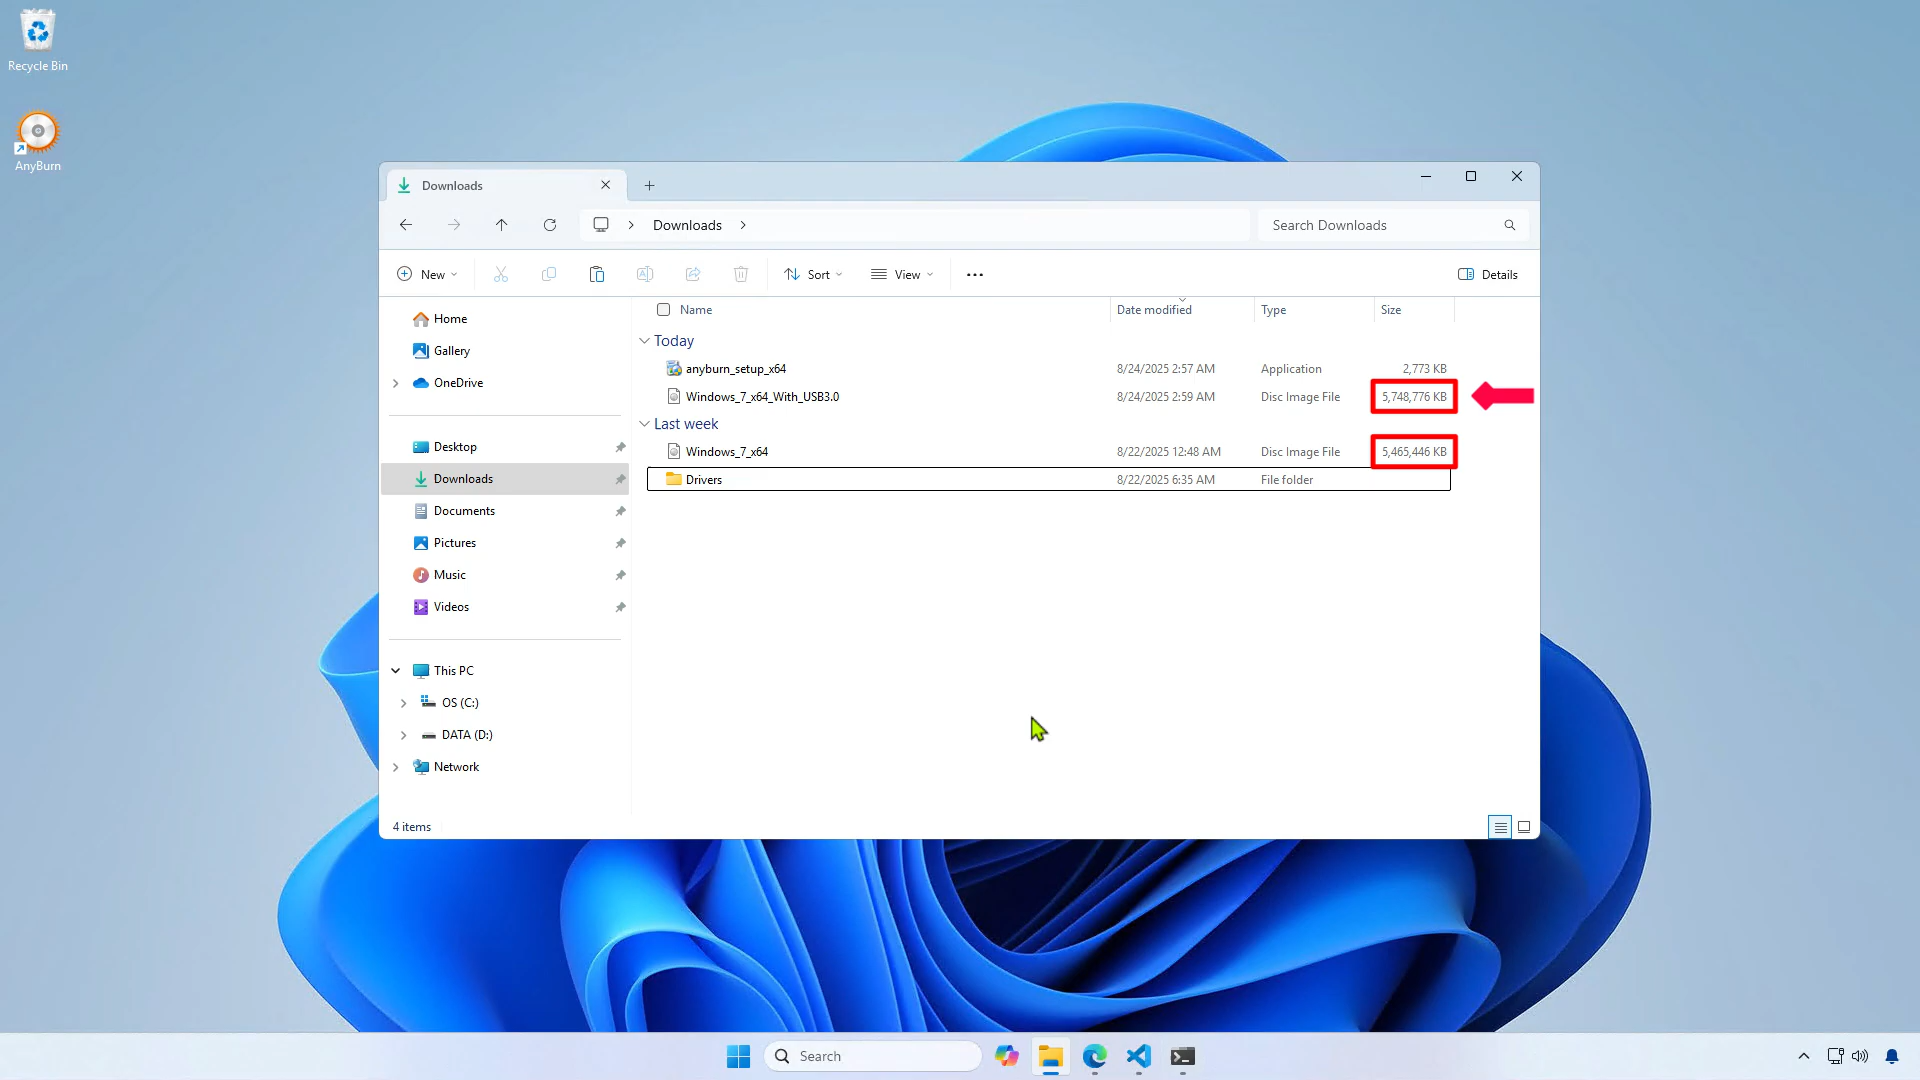 Recycle Bin
AnyBurn
Downloads
Downloads
Search Downloads
New
Sort
View
Details
Name Date modified Type Size
Today
anyburn_setup_x64 8/24/2025 2:57 AM Application 2,773 KB
Windows_7_x64_With_USB3.0 8/24/2025 2:59 AM Disc Image File 5,748,776 KB
Last week
Windows_7_x64 8/22/2025 12:48 AM Disc Image File 5,465,446 KB
Drivers 8/22/2025 6:35 AM File folder
Home
Gallery
OneDrive
Desktop
Downloads
Documents
Pictures
Music
Videos
This PC
OS (C:)
DATA (D:)
Network
4 items
Search